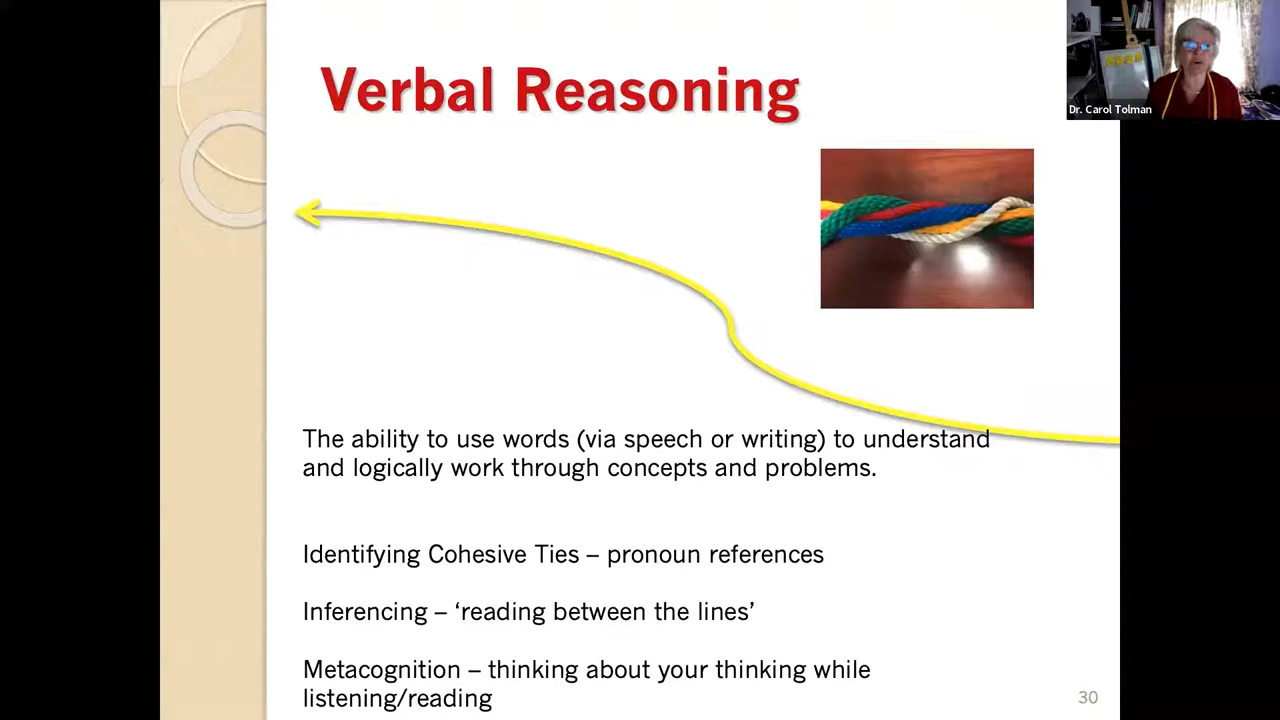 Verbal Reasoning
Dr. Carol Tolman
The ability to use words (via speech or writing) to understand
and logically work through concepts and problems.
Identifying Cohesive Ties – pronoun references
Inferencing – ‘reading between the lines’
Metacognition – thinking about your thinking while
listening/reading
30